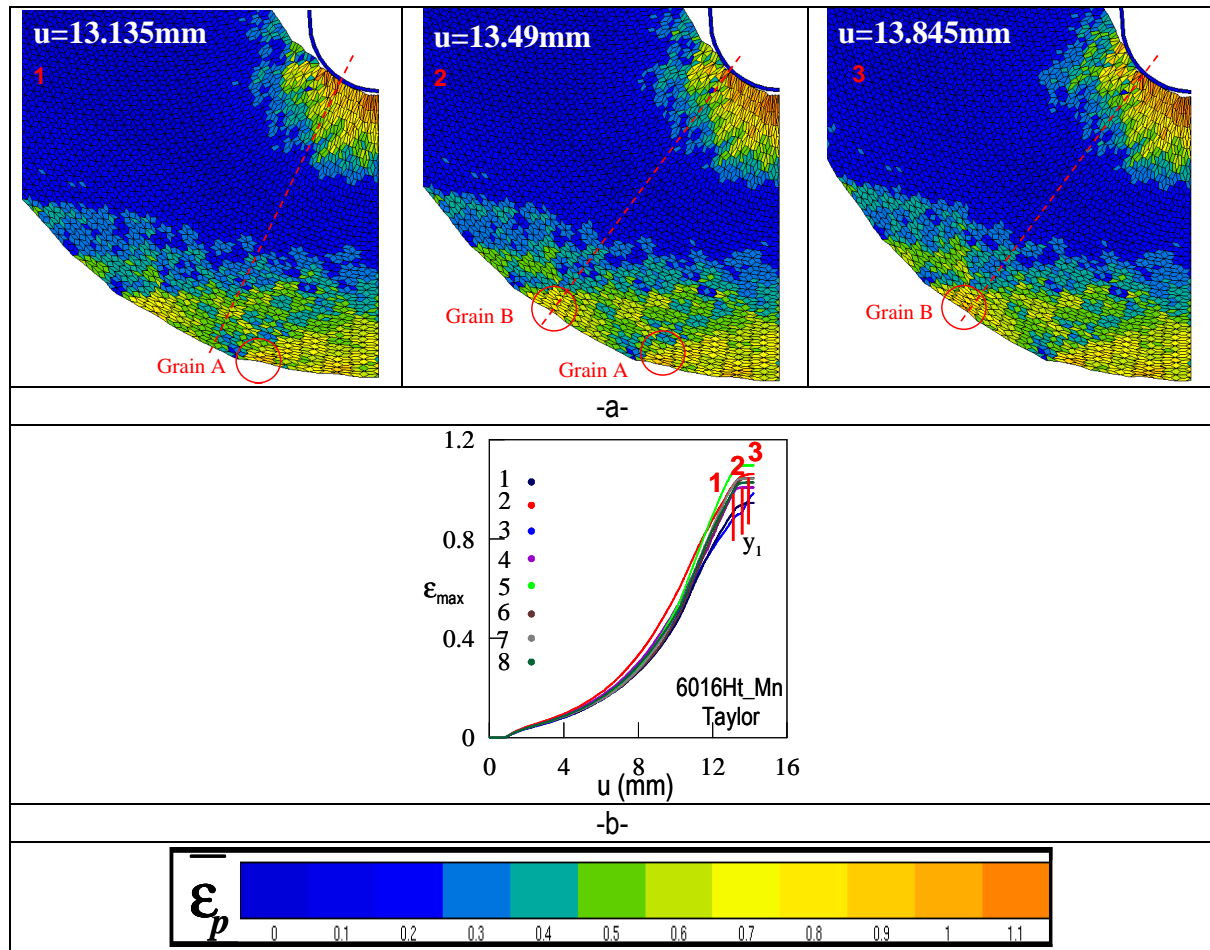 u=13.135mm
1
Grain A
u=13.49mm
2
Grain B
Grain A
u=13.845mm
3
Grain B
-a-
1.2
0.8
0.4
0
εmax
1
2
3
4
5
6
7
8
1
2
3
y1
6016Ht_Mn
Taylor
0 4 8 12 16
u (mm)
-b-
ε̅p
0 0.1 0.2 0.3 0.4 0.5 0.6 0.7 0.8 0.9 1 1.1